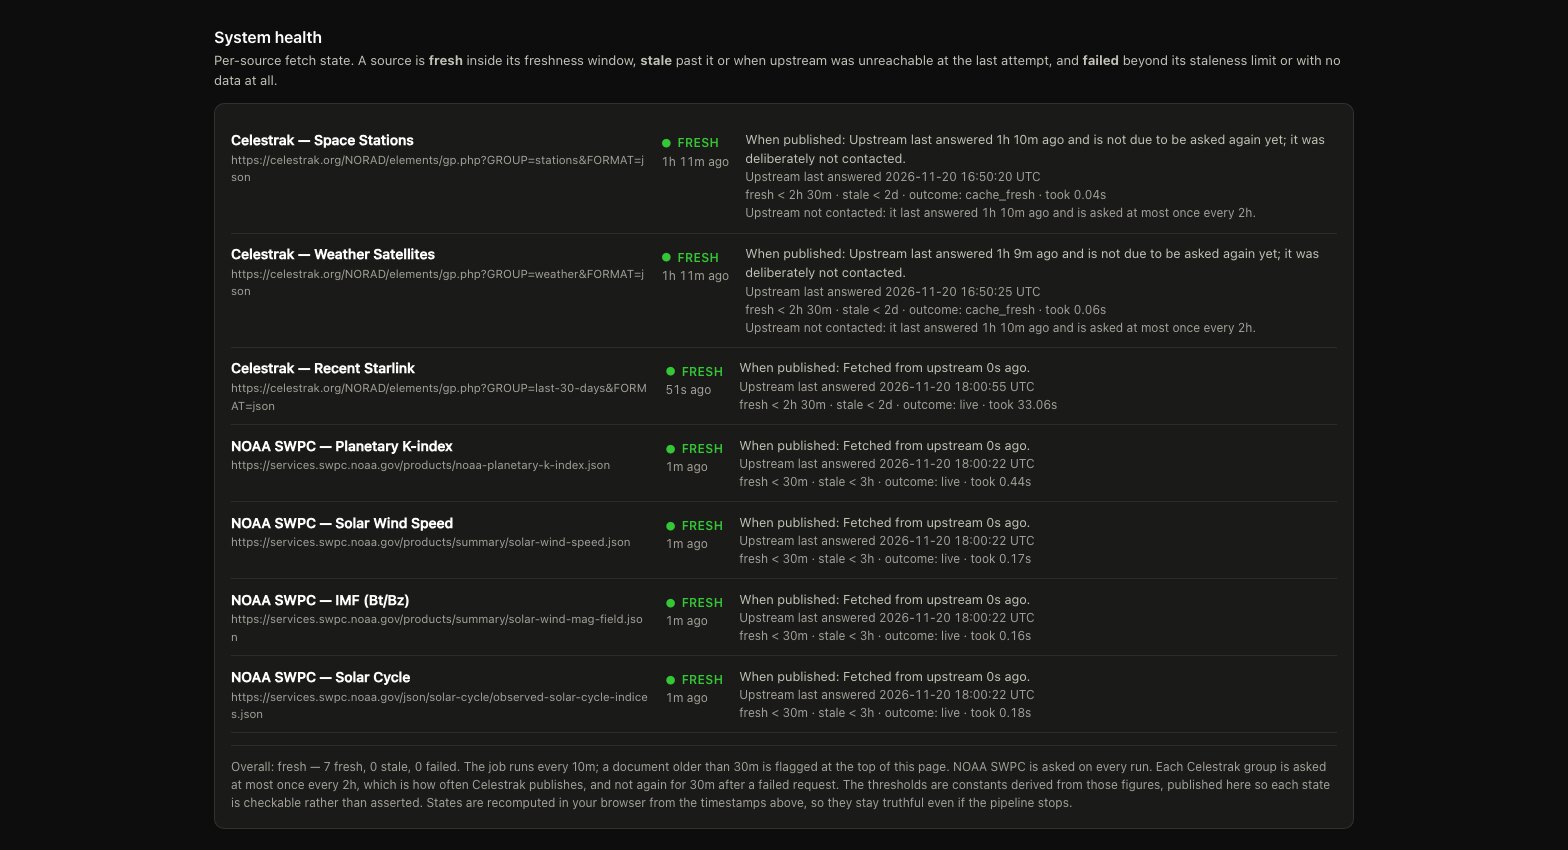 System health
Per-source fetch state. A source is fresh inside its freshness window, stale past it or when upstream was unreachable at the last attempt, and failed beyond its staleness limit or with no
data at all.
Celestrak — Space Stations
https://celestrak.org/NORAD/elements/gp.php?GROUP=stations&FORMAT=j
son
FRESH
1h 11m ago
When published: Upstream last answered 1h 10m ago and is not due to be asked again yet; it was
deliberately not contacted.
Upstream last answered 2026-11-20 16:50:20 UTC
fresh < 2h 30m · stale < 2d · outcome: cache_fresh · took 0.04s
Upstream not contacted: it last answered 1h 10m ago and is asked at most once every 2h.
Celestrak — Weather Satellites
https://celestrak.org/NORAD/elements/gp.php?GROUP=weather&FORMAT=j
son
FRESH
1h 11m ago
When published: Upstream last answered 1h 9m ago and is not due to be asked again yet; it was
deliberately not contacted.
Upstream last answered 2026-11-20 16:50:25 UTC
fresh < 2h 30m · stale < 2d · outcome: cache_fresh · took 0.06s
Upstream not contacted: it last answered 1h 10m ago and is asked at most once every 2h.
Celestrak — Recent Starlink
https://celestrak.org/NORAD/elements/gp.php?GROUP=last-30-days&FORM
AT=json
FRESH
51s ago
When published: Fetched from upstream 0s ago.
Upstream last answered 2026-11-20 18:00:55 UTC
fresh < 2h 30m · stale < 2d · outcome: live · took 33.06s
NOAA SWPC — Planetary K-index
https://services.swpc.noaa.gov/products/noaa-planetary-k-index.json
FRESH
1m ago
When published: Fetched from upstream 0s ago.
Upstream last answered 2026-11-20 18:00:22 UTC
fresh < 30m · stale < 3h · outcome: live · took 0.44s
NOAA SWPC — Solar Wind Speed
https://services.swpc.noaa.gov/products/summary/solar-wind-speed.json
FRESH
1m ago
When published: Fetched from upstream 0s ago.
Upstream last answered 2026-11-20 18:00:22 UTC
fresh < 30m · stale < 3h · outcome: live · took 0.17s
NOAA SWPC — IMF (Bt/Bz)
https://services.swpc.noaa.gov/products/summary/solar-wind-mag-field.jso
n
FRESH
1m ago
When published: Fetched from upstream 0s ago.
Upstream last answered 2026-11-20 18:00:22 UTC
fresh < 30m · stale < 3h · outcome: live · took 0.16s
NOAA SWPC — Solar Cycle
https://services.swpc.noaa.gov/json/solar-cycle/observed-solar-cycle-indice
s.json
FRESH
1m ago
When published: Fetched from upstream 0s ago.
Upstream last answered 2026-11-20 18:00:22 UTC
fresh < 30m · stale < 3h · outcome: live · took 0.18s
Overall: fresh — 7 fresh, 0 stale, 0 failed. The job runs every 10m; a document older than 30m is flagged at the top of this page. NOAA SWPC is asked on every run. Each Celestrak group is asked
at most once every 2h, which is how often Celestrak publishes, and not again for 30m after a failed request. The thresholds are constants derived from those figures, published here so each state
is checkable rather than asserted. States are recomputed in your browser from the timestamps above, so they stay truthful even if the pipeline stops.